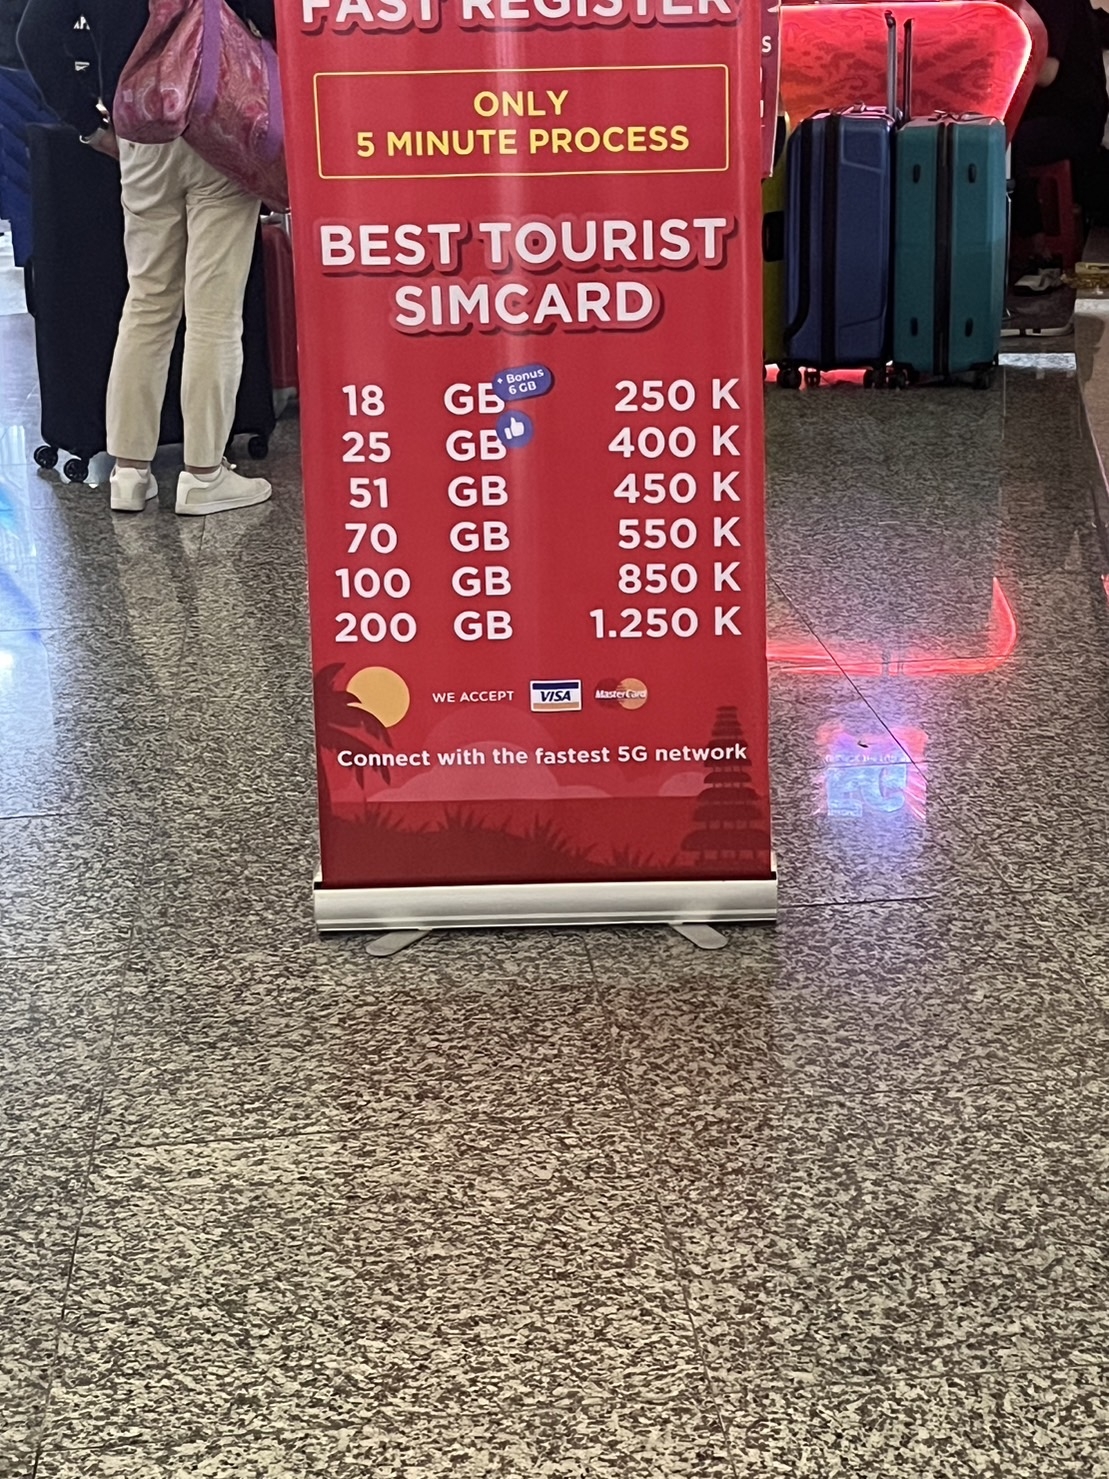 FAST REGISTER
ONLY
5 MINUTE PROCESS
BEST TOURIST
SIMCARD
18 GB + Bonus 6 GB 250 K
25 GB 400 K
51 GB 450 K
70 GB 550 K
100 GB 850 K
200 GB 1.250 K
WE ACCEPT VISA MasterCard
Connect with the fastest 5G network